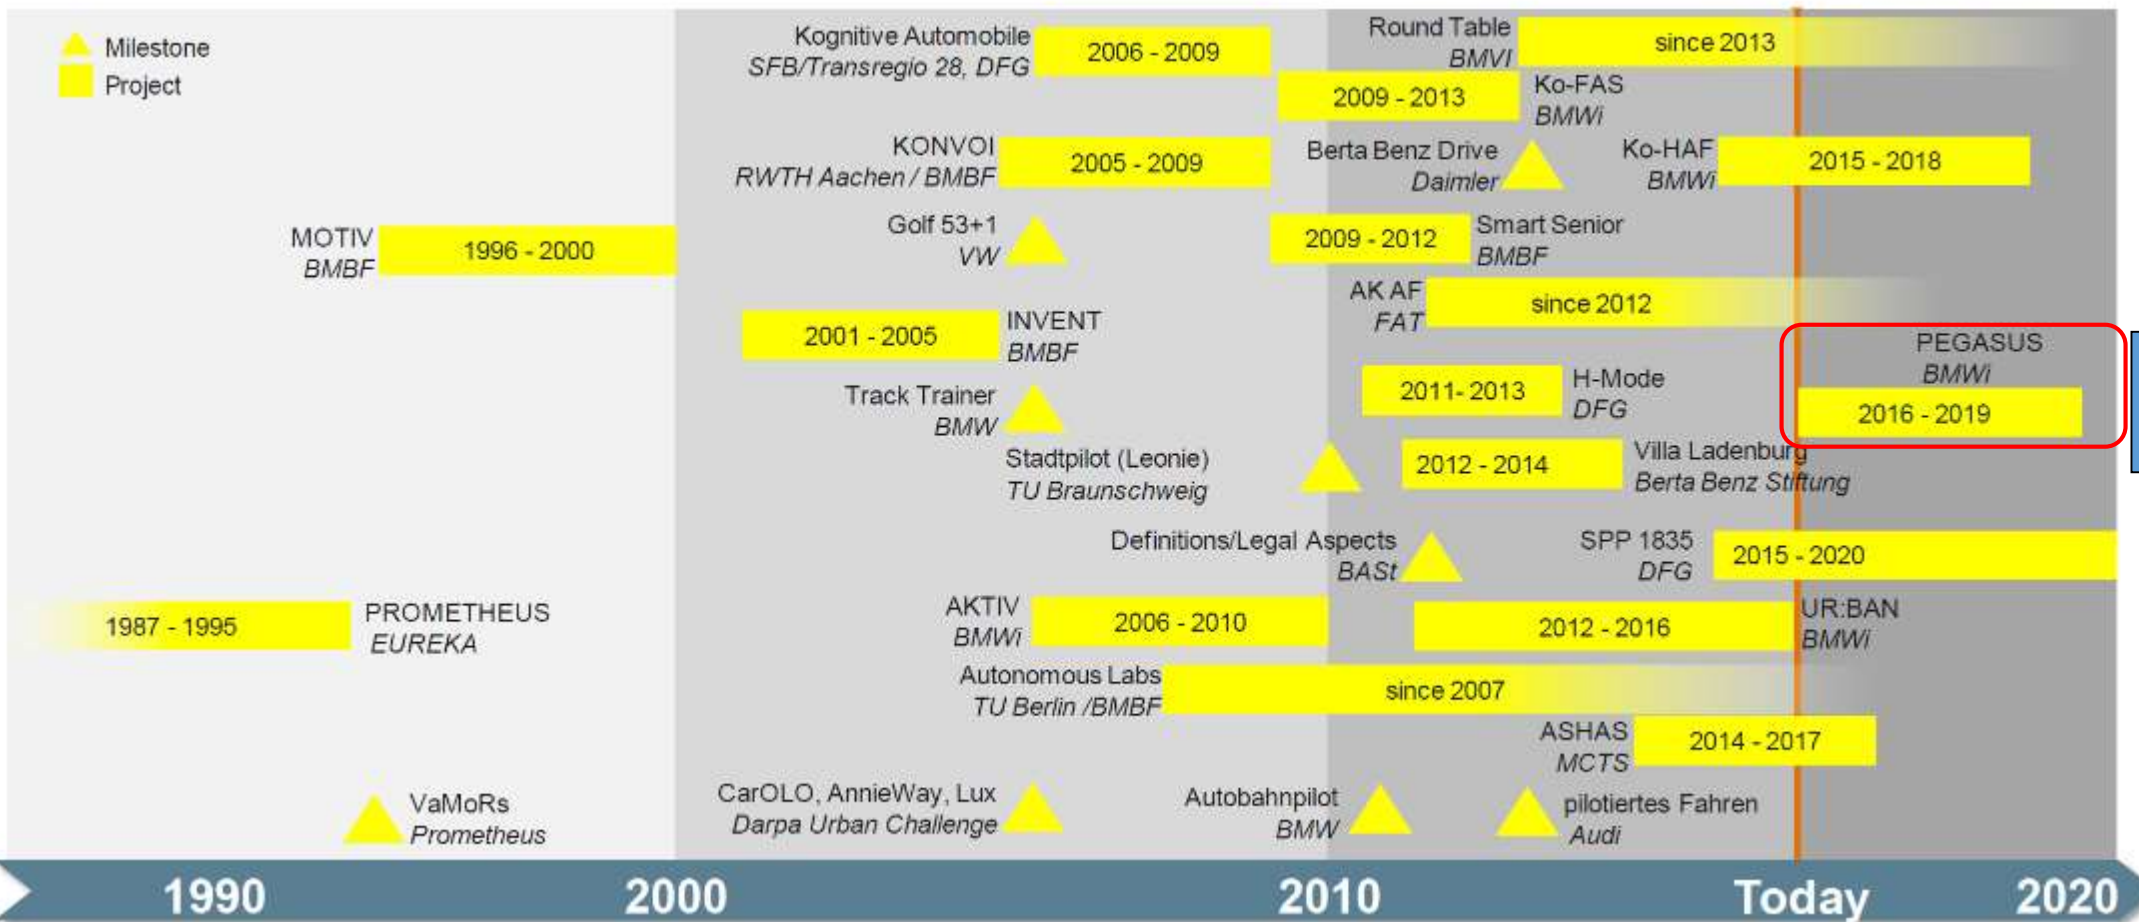 Milestone
Project
Kognitive Automobile
SFB/Transregio 28, DFG
2006 - 2009
Round Table
BMVI
since 2013
2009 - 2013
Ko-FAS
BMWi
KONVOI
RWTH Aachen / BMBF
2005 - 2009
Berta Benz Drive
Daimler
Ko-HAF
BMWi
2015 - 2018
MOTIV
BMBF
1996 - 2000
Golf 53+1
VW
2009 - 2012
Smart Senior
BMBF
AK AF
FAT
since 2012
2001 - 2005
INVENT
BMBF
PEGASUS
BMWi
2016 - 2019
Track Trainer
BMW
2011- 2013
H-Mode
DFG
Stadtpilot (Leonie)
TU Braunschweig
2012 - 2014
Villa Ladenburg
Berta Benz Stiftung
Definitions/Legal Aspects
BASt
SPP 1835
DFG
2015 - 2020
1987 - 1995
PROMETHEUS
EUREKA
AKTIV
BMWi
2006 - 2010
2012 - 2016
UR:BAN
BMWi
Autonomous Labs
TU Berlin /BMBF
since 2007
ASHAS
MCTS
2014 - 2017
VaMoRs
Prometheus
CarOLO, AnnieWay, Lux
Darpa Urban Challenge
Autobahnpilot
BMW
pilotiertes Fahren
Audi
1990
2000
2010
Today
2020